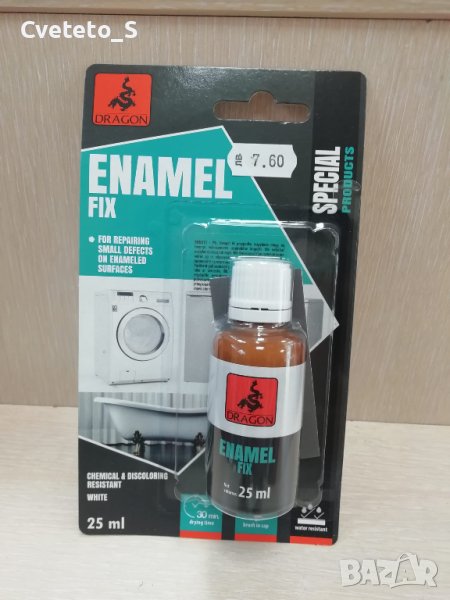 Cveteto_S
DRAGON
ЛВ 7.60
ENAMEL
FIX
SPECIAL
PRODUCTS
• FOR REPAIRING
SMALL DEFECTS
ON ENAMELED
SURFACES
DRAGON
ENAMEL
FIX
25 ml
CHEMICAL & DISCOLORING
RESISTANT
WHITE
25 ml
30 min.
drying time
brush in cap
water resistant
BAZAR